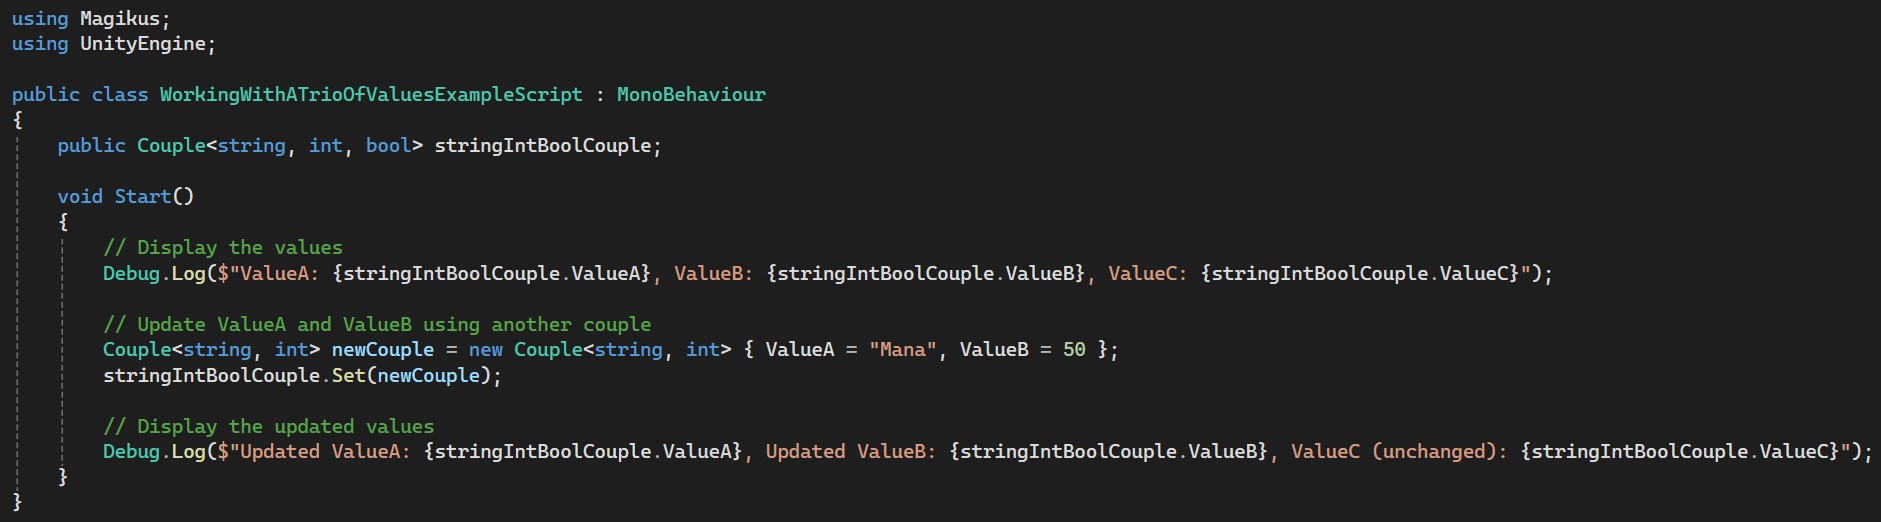 using Magikus;
using UnityEngine;
public class WorkingWithATrioOfValuesExampleScript : MonoBehaviour
{
public Couple<string, int, bool> stringIntBoolCouple;
void Start()
{
// Display the values
Debug.Log($"ValueA: {stringIntBoolCouple.ValueA}, ValueB: {stringIntBoolCouple.ValueB}, ValueC: {stringIntBoolCouple.ValueC}");
// Update ValueA and ValueB using another couple
Couple<string, int> newCouple = new Couple<string, int> { ValueA = "Mana", ValueB = 50 };
stringIntBoolCouple.Set(newCouple);
// Display the updated values
Debug.Log($"Updated ValueA: {stringIntBoolCouple.ValueA}, Updated ValueB: {stringIntBoolCouple.ValueB}, ValueC (unchanged): {stringIntBoolCouple.ValueC}");
}
}